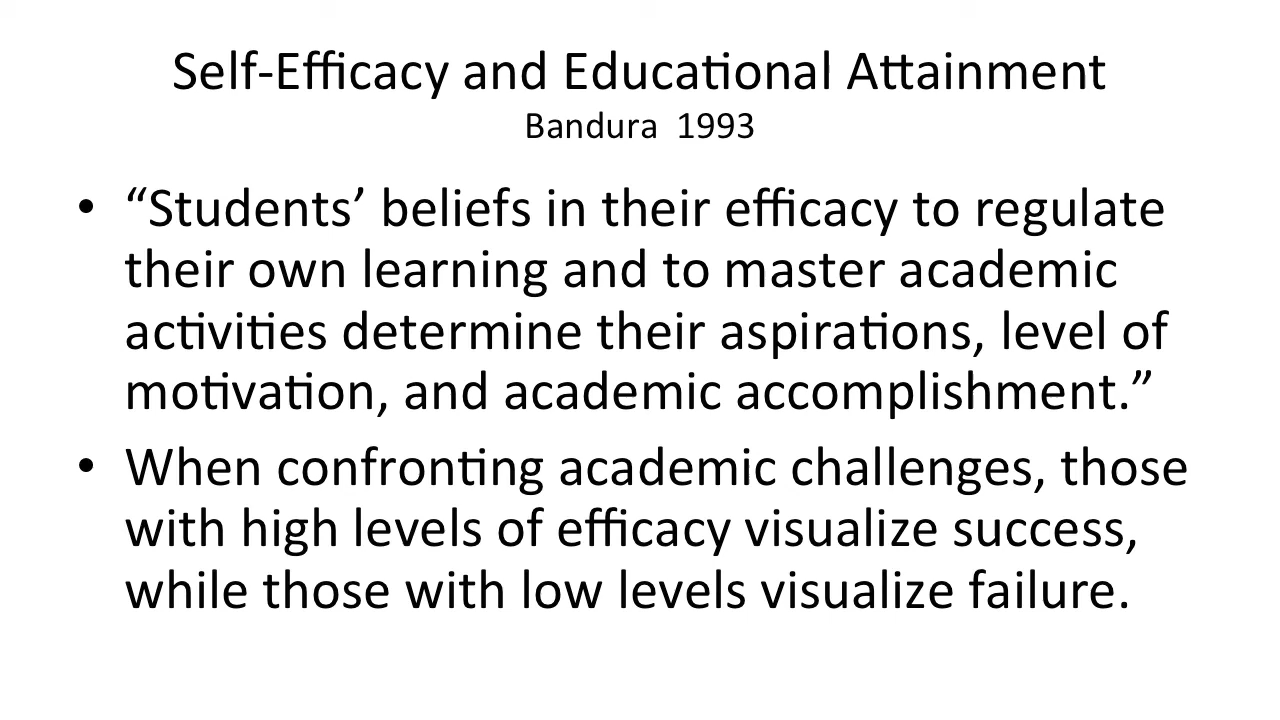 Self-Efficacy and Educational Attainment
Bandura  1993
• “Students’ beliefs in their efficacy to regulate
their own learning and to master academic
activities determine their aspirations, level of
motivation, and academic accomplishment.”
• When confronting academic challenges, those
with high levels of efficacy visualize success,
while those with low levels visualize failure.